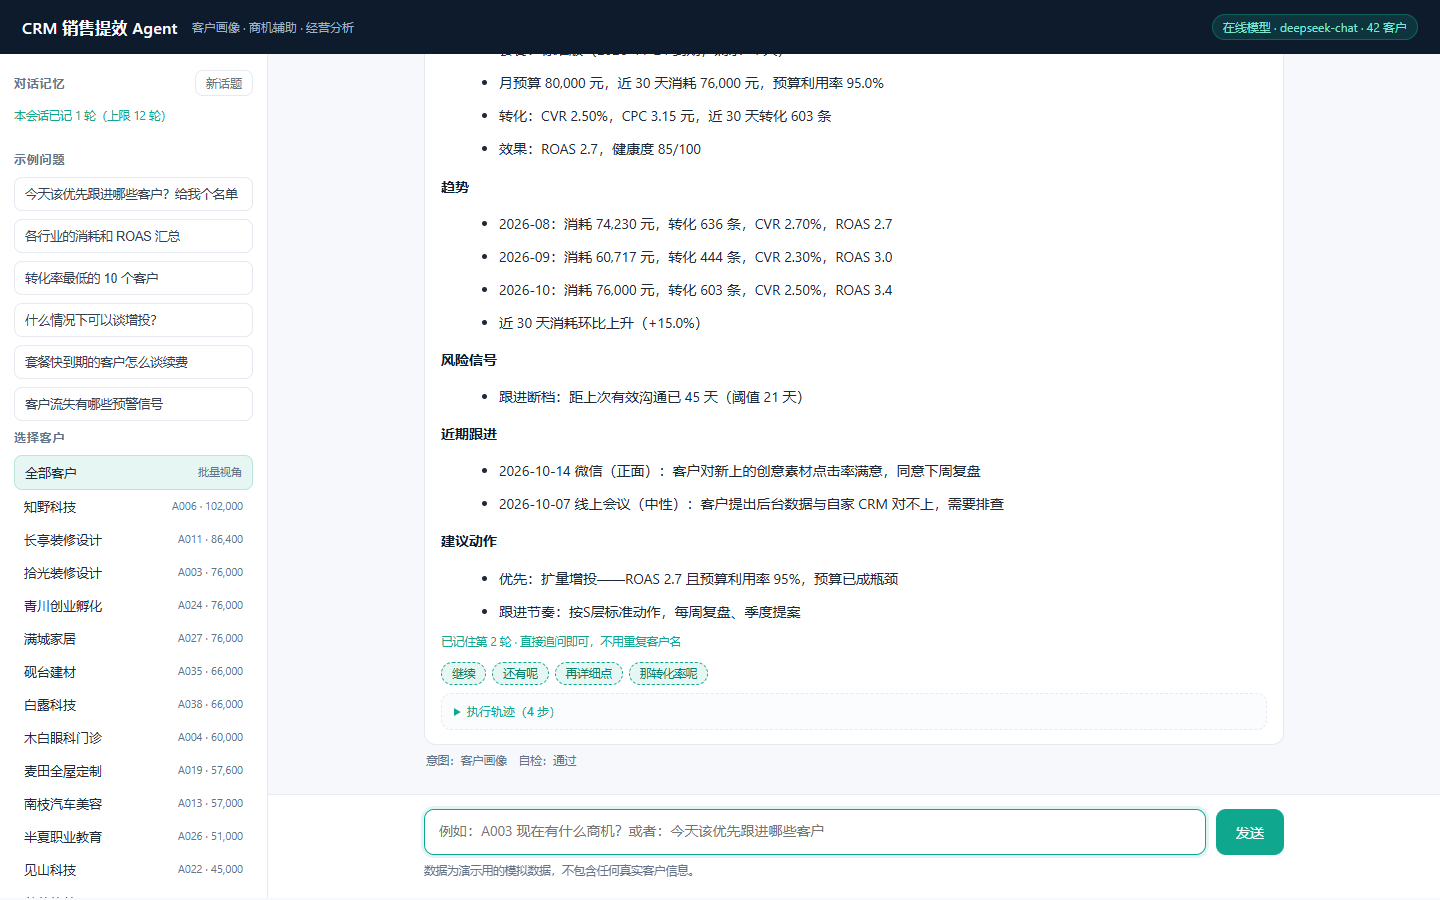 CRM 销售提效 Agent
客户画像 · 商机辅助 · 经营分析
在线模型 · deepseek-chat · 42 客户
对话记忆
新话题
本会话已记 1 轮（上限 12 轮）
示例问题
今天该优先跟进哪些客户？给我个名单
各行业的消耗和 ROAS 汇总
转化率最低的 10 个客户
什么情况下可以谈增投？
套餐快到期的客户怎么谈续费
客户流失有哪些预警信号
选择客户
全部客户 批量视角
知野科技 A006 · 102,000
长亭装修设计 A011 · 86,400
拾光装修设计 A003 · 76,000
青川创业孵化 A024 · 76,000
满城家居 A027 · 76,000
砚台建材 A035 · 66,000
白露科技 A038 · 66,000
木白眼科门诊 A004 · 60,000
麦田全屋定制 A019 · 57,600
南枝汽车美容 A013 · 57,000
半夏职业教育 A026 · 51,000
见山科技 A022 · 45,000
月预算 80,000 元，近 30 天消耗 76,000 元，预算利用率 95.0%
转化：CVR 2.50%，CPC 3.15 元，近 30 天转化 603 条
效果：ROAS 2.7，健康度 85/100
趋势
2026-08：消耗 74,230 元，转化 636 条，CVR 2.70%，ROAS 2.7
2026-09：消耗 60,717 元，转化 444 条，CVR 2.30%，ROAS 3.0
2026-10：消耗 76,000 元，转化 603 条，CVR 2.50%，ROAS 3.4
近 30 天消耗环比上升（+15.0%）
风险信号
跟进断档：距上次有效沟通已 45 天（阈值 21 天）
近期跟进
2026-10-14 微信（正面）：客户对新上的创意素材点击率满意，同意下周复盘
2026-10-07 线上会议（中性）：客户提出后台数据与自家 CRM 对不上，需要排查
建议动作
优先：扩量增投——ROAS 2.7 且预算利用率 95%，预算已成瓶颈
跟进节奏：按S层标准动作，每周复盘、季度提案
已记住第 2 轮 · 直接追问即可，不用重复客户名
继续 还有呢 再详细点 那转化率呢
▶ 执行轨迹（4 步）
意图：客户画像 自检：通过
例如：A003 现在有什么商机？或者：今天该优先跟进哪些客户
发送
数据为演示用的模拟数据，不包含任何真实客户信息。